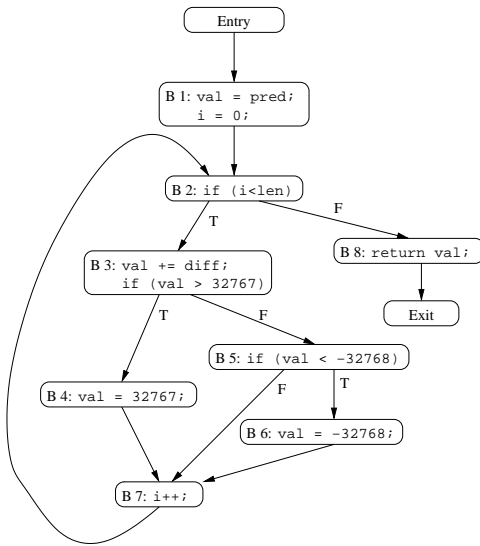 Entry
B 1: val = pred;
i = 0;
B 2: if (i<len)
T
F
B 3: val += diff;
if (val > 32767)
B 8: return val;
Exit
T
F
B 5: if (val < -32768)
B 4: val = 32767;
F
T
B 6: val = -32768;
B 7: i++;